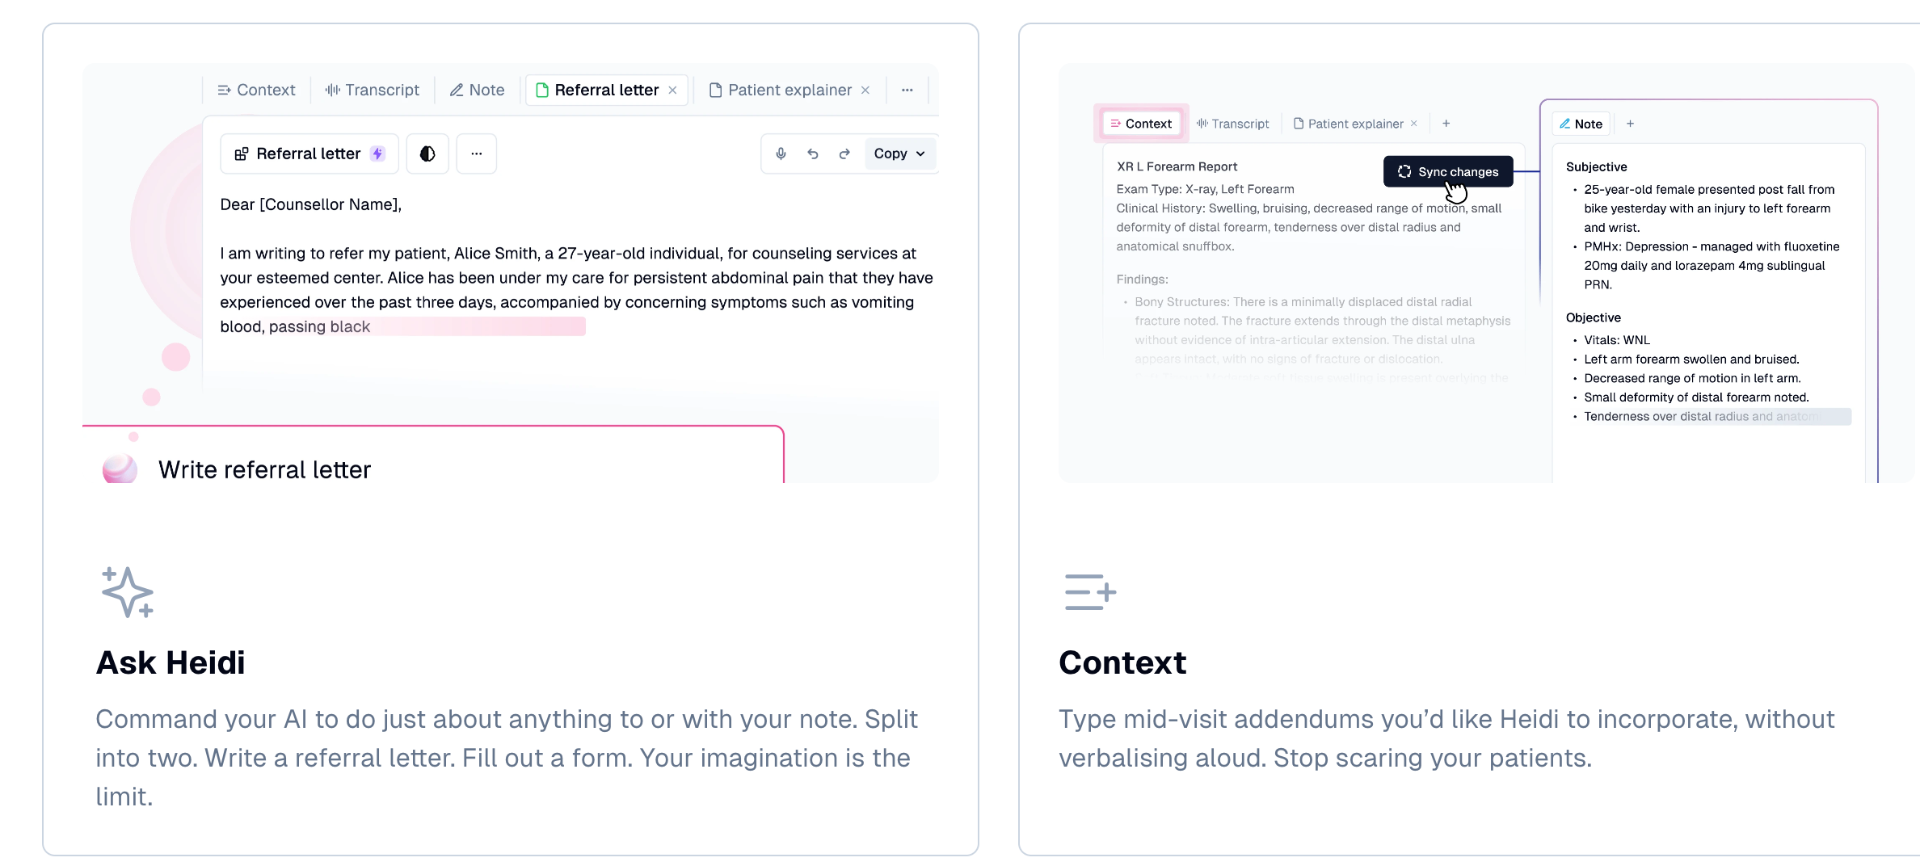 Context
Transcript
Note
Referral letter
Patient explainer
Referral letter
Copy
Dear [Counsellor Name],
I am writing to refer my patient, Alice Smith, a 27-year-old individual, for counseling services at
your esteemed center. Alice has been under my care for persistent abdominal pain that they have
experienced over the past three days, accompanied by concerning symptoms such as vomiting
blood, passing black
Write referral letter
Ask Heidi
Command your AI to do just about anything to or with your note. Split
into two. Write a referral letter. Fill out a form. Your imagination is the
limit.
Context
Transcript
Patient explainer
XR L Forearm Report
Sync changes
Exam Type: X-ray, Left Forearm
Clinical History: Swelling, bruising, decreased range of motion, small
deformity of distal forearm, tenderness over distal radius and
anatomical snuffbox.
Findings:
• Bony Structures: There is a minimally displaced distal radial
fracture noted. The fracture extends through the distal metaphysis
without evidence of intra-articular extension. The distal ulna
appears intact, with no signs of fracture or dislocation.
Note
Subjective
• 25-year-old female presented post fall from
bike yesterday with an injury to left forearm
and wrist.
• PMHx: Depression - managed with fluoxetine
20mg daily and lorazepam 4mg sublingual
PRN.
Objective
• Vitals: WNL
• Left arm forearm swollen and bruised.
• Decreased range of motion in left arm.
• Small deformity of distal forearm noted.
• Tenderness over distal radius and anatom
Context
Type mid-visit addendums you'd like Heidi to incorporate, without
verbalising aloud. Stop scaring your patients.